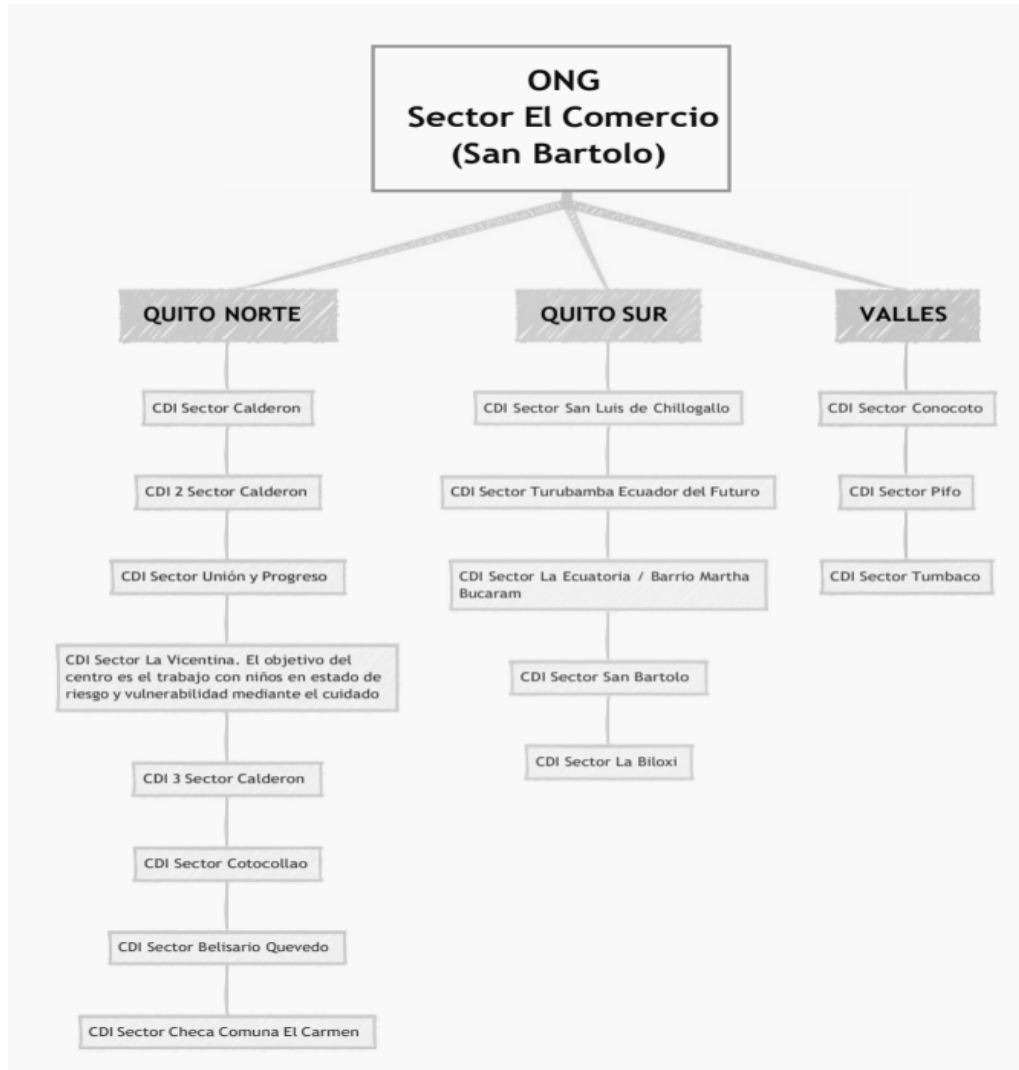 ONG
Sector El Comercio
(San Bartolo)
QUITO NORTE
CDI Sector Calderon
CDI 2 Sector Calderon
CDI Sector Unión y Progreso
CDI Sector La Vicentina. El objetivo del
centro es el trabajo con niños en estado de
riesgo y vulnerabilidad mediante el cuidado
CDI 3 Sector Calderon
CDI Sector Cotocollao
CDI Sector Belisario Quevedo
CDI Sector Checa Comuna El Carmen
QUITO SUR
CDI Sector San Luis de Chillogallo
CDI Sector Turubamba Ecuador del Futuro
CDI Sector La Ecuatoria / Barrio Martha
Bucaram
CDI Sector San Bartolo
CDI Sector La Biloxi
VALLES
CDI Sector Conocoto
CDI Sector Pifo
CDI Sector Tumbaco